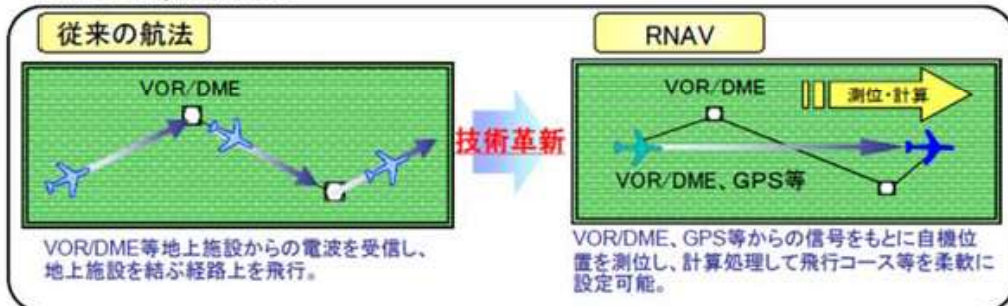 従来の航法
RNAV
VOR/DME
VOR/DME
測位・計算
技術革新
VOR/DME、GPS等
VOR/DME等地上施設からの電波を受信し、
地上施設を結ぶ経路上を飛行。
VOR/DME、GPS等からの信号をもとに自機位
置を測位し、計算処理して飛行コース等を柔軟に
設定可能。